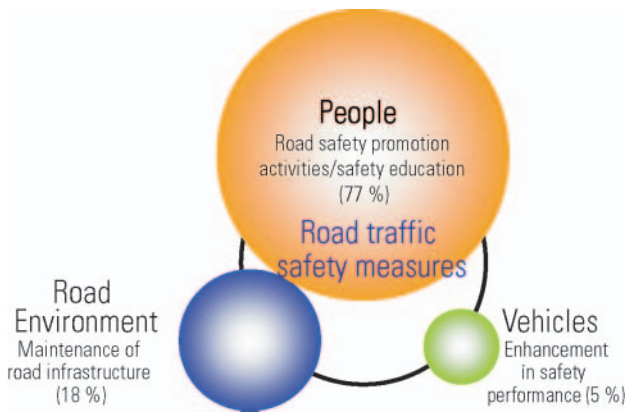 People
Road safety promotion
activities/safety education
(77 %)
Road traffic
safety measures
Road
Environment
Maintenance of
road infrastructure
(18 %)
Vehicles
Enhancement
in safety
performance (5 %)